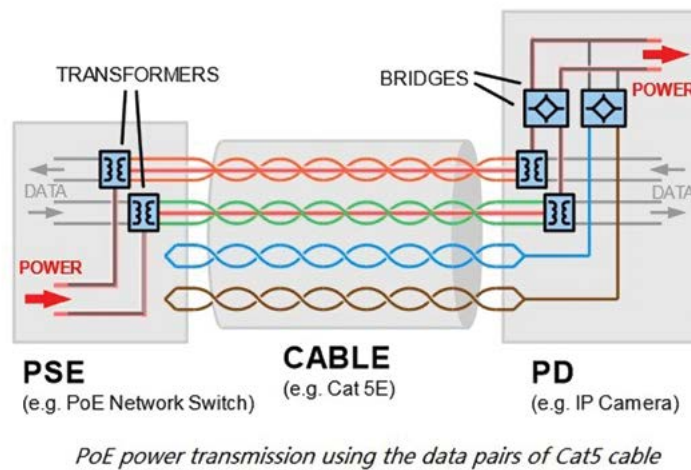 TRANSFORMERS
BRIDGES
POWER
DATA
DATA
POWER
PSE
(e.g. PoE Network Switch)
CABLE
(e.g. Cat 5E)
PD
(e.g. IP Camera)
PoE power transmission using the data pairs of Cat5 cable